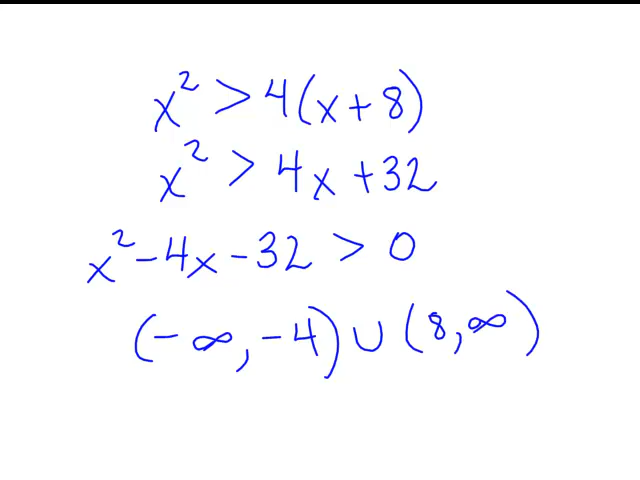 x² > 4(x+8)
x² > 4x +32
x² -4x -32 > 0
(-∞, -4) ∪ (8, ∞)